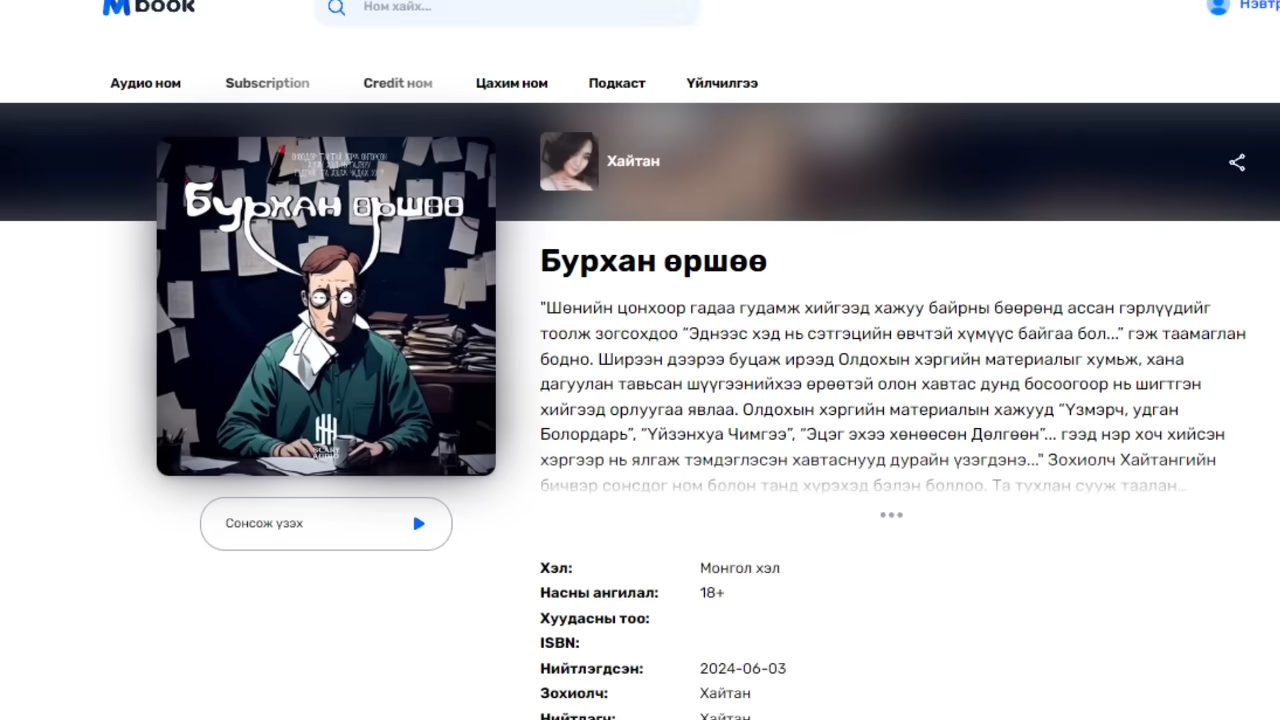 Mbook
Ном хайх...
Аудио ном
Subscription
Credit ном
Цахим ном
Подкаст
Үйлчилгээ
Хайтан
Бурхан өршөө
SCARY
AUDIO
Сонсож үзэх
Бурхан өршөө
"Шөнийн цонхоор гадаа гудамж хийгээд хажуу байрны бөөрөнд ассан гэрлүүдийг
тоолж зогсохдоо “Эднээс хэд нь сэтгэцийн өвчтэй хүмүүс байгаа бол...” гэж таамаглан
бодно. Ширээн дээрээ буцаж ирээд Олдохын хэргийн материалыг хумьж, хана
дагуулан тавьсан шүүгээнийхээ өрөөтэй олон хавтас дунд босоогоор нь шигтгэн
хийгээд орлуугаа явлаа. Олдохын хэргийн материалын хажууд “Үзмэрч, удган
Болордарь”, “Үйзэнхуа Чимгээ”, “Эцэг эхээ хөнөөсөн Дөлгөөн”... гээд нэр хоч хийсэн
хэргээр нь ялгаж тэмдэглэсэн хавтаснууд дурайн үзэгдэнэ..." Зохиолч Хайтангийн
бичвэр сонсдог ном болон танд хүрэхэд бэлэн боллоо. Та тухлан сууж таалан...
Хэл: Монгол хэл
Насны ангилал: 18+
Хуудасны тоо:
ISBN:
Нийтлэгдсэн: 2024-06-03
Зохиолч: Хайтан
Нийтлэгч: Хайтан